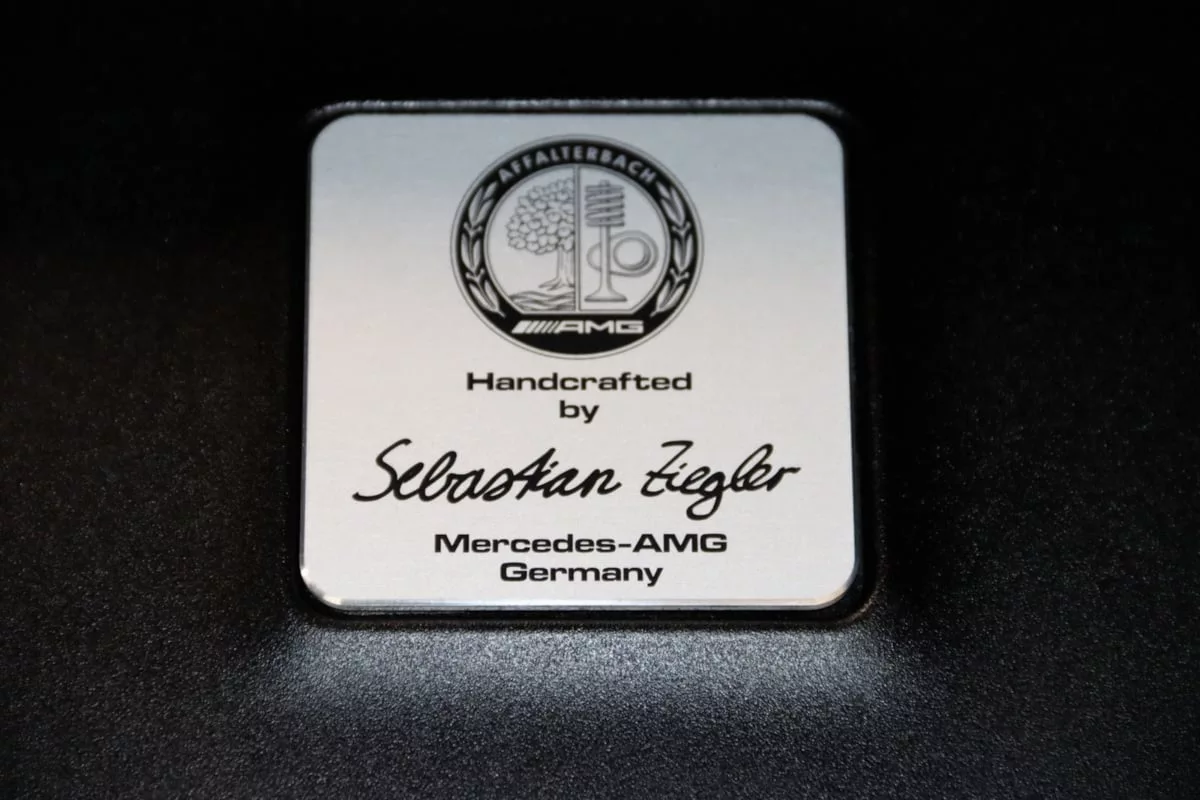 AFFALTERBACH
AMG
Handcrafted
by
Sebastian Ziegler
Mercedes-AMG
Germany